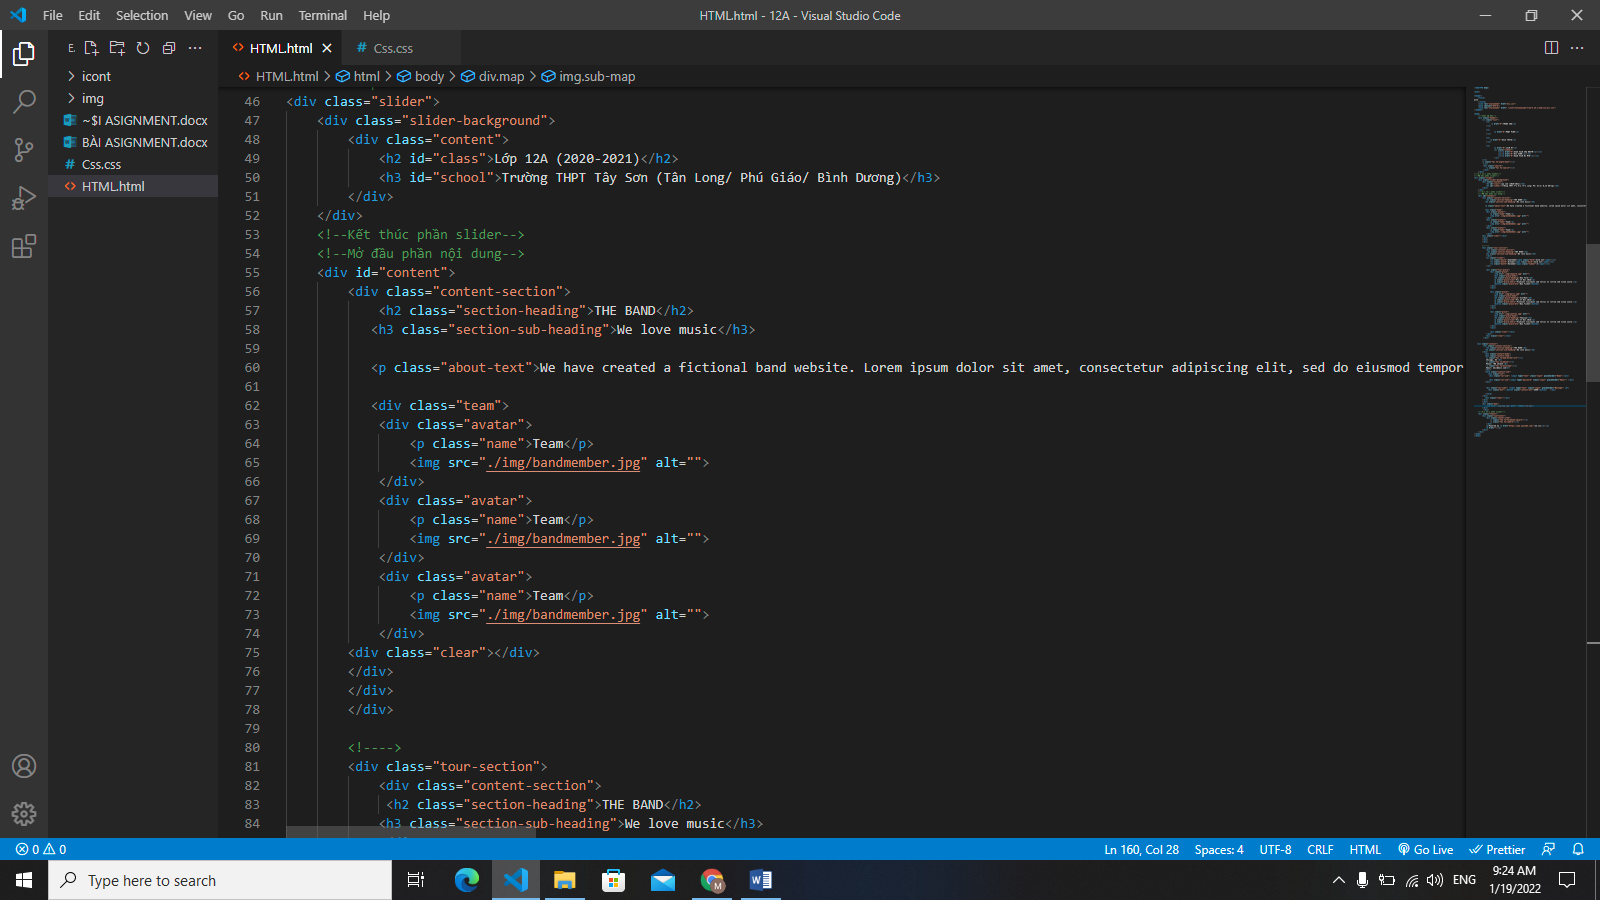 File Edit Selection View Go Run Terminal Help
HTML.html - 12A - Visual Studio Code
E.
HTML.html
# Css.css
HTML.html > html > body > div.map > img.sub-map
> icont
> img
~$I ASIGNMENT.docx
BÀI ASIGNMENT.docx
# Css.css
<> HTML.html
46 <div class="slider">
47 <div class="slider-background">
48 <div class="content">
49 <h2 id="class">Lớp 12A (2020-2021)</h2>
50 <h3 id="school">Trường THPT Tây Sơn (Tân Long/ Phú Giáo/ Bình Dương)</h3>
51 </div>
52 </div>
53 <!--Kết thúc phần slider-->
54 <!--Mở đầu phần nội dung-->
55 <div id="content">
56 <div class="content-section">
57 <h2 class="section-heading">THE BAND</h2>
58 <h3 class="section-sub-heading">We love music</h3>
59
60 <p class="about-text">We have created a fictional band website. Lorem ipsum dolor sit amet, consectetur adipiscing elit, sed do eiusmod tempor
61
62 <div class="team">
63 <div class="avatar">
64 <p class="name">Team</p>
65 <img src="./img/bandmember.jpg" alt="">
66 </div>
67 <div class="avatar">
68 <p class="name">Team</p>
69 <img src="./img/bandmember.jpg" alt="">
70 </div>
71 <div class="avatar">
72 <p class="name">Team</p>
73 <img src="./img/bandmember.jpg" alt="">
74 </div>
75 <div class="clear"></div>
76 </div>
77 </div>
78 </div>
79
80 <!---->
81 <div class="tour-section">
82 <div class="content-section">
83 <h2 class="section-heading">THE BAND</h2>
84 <h3 class="section-sub-heading">We love music</h3>
0 0
Ln 160, Col 28 Spaces: 4 UTF-8 CRLF HTML Go Live Prettier
Type here to search
ENG
9:24 AM
1/19/2022